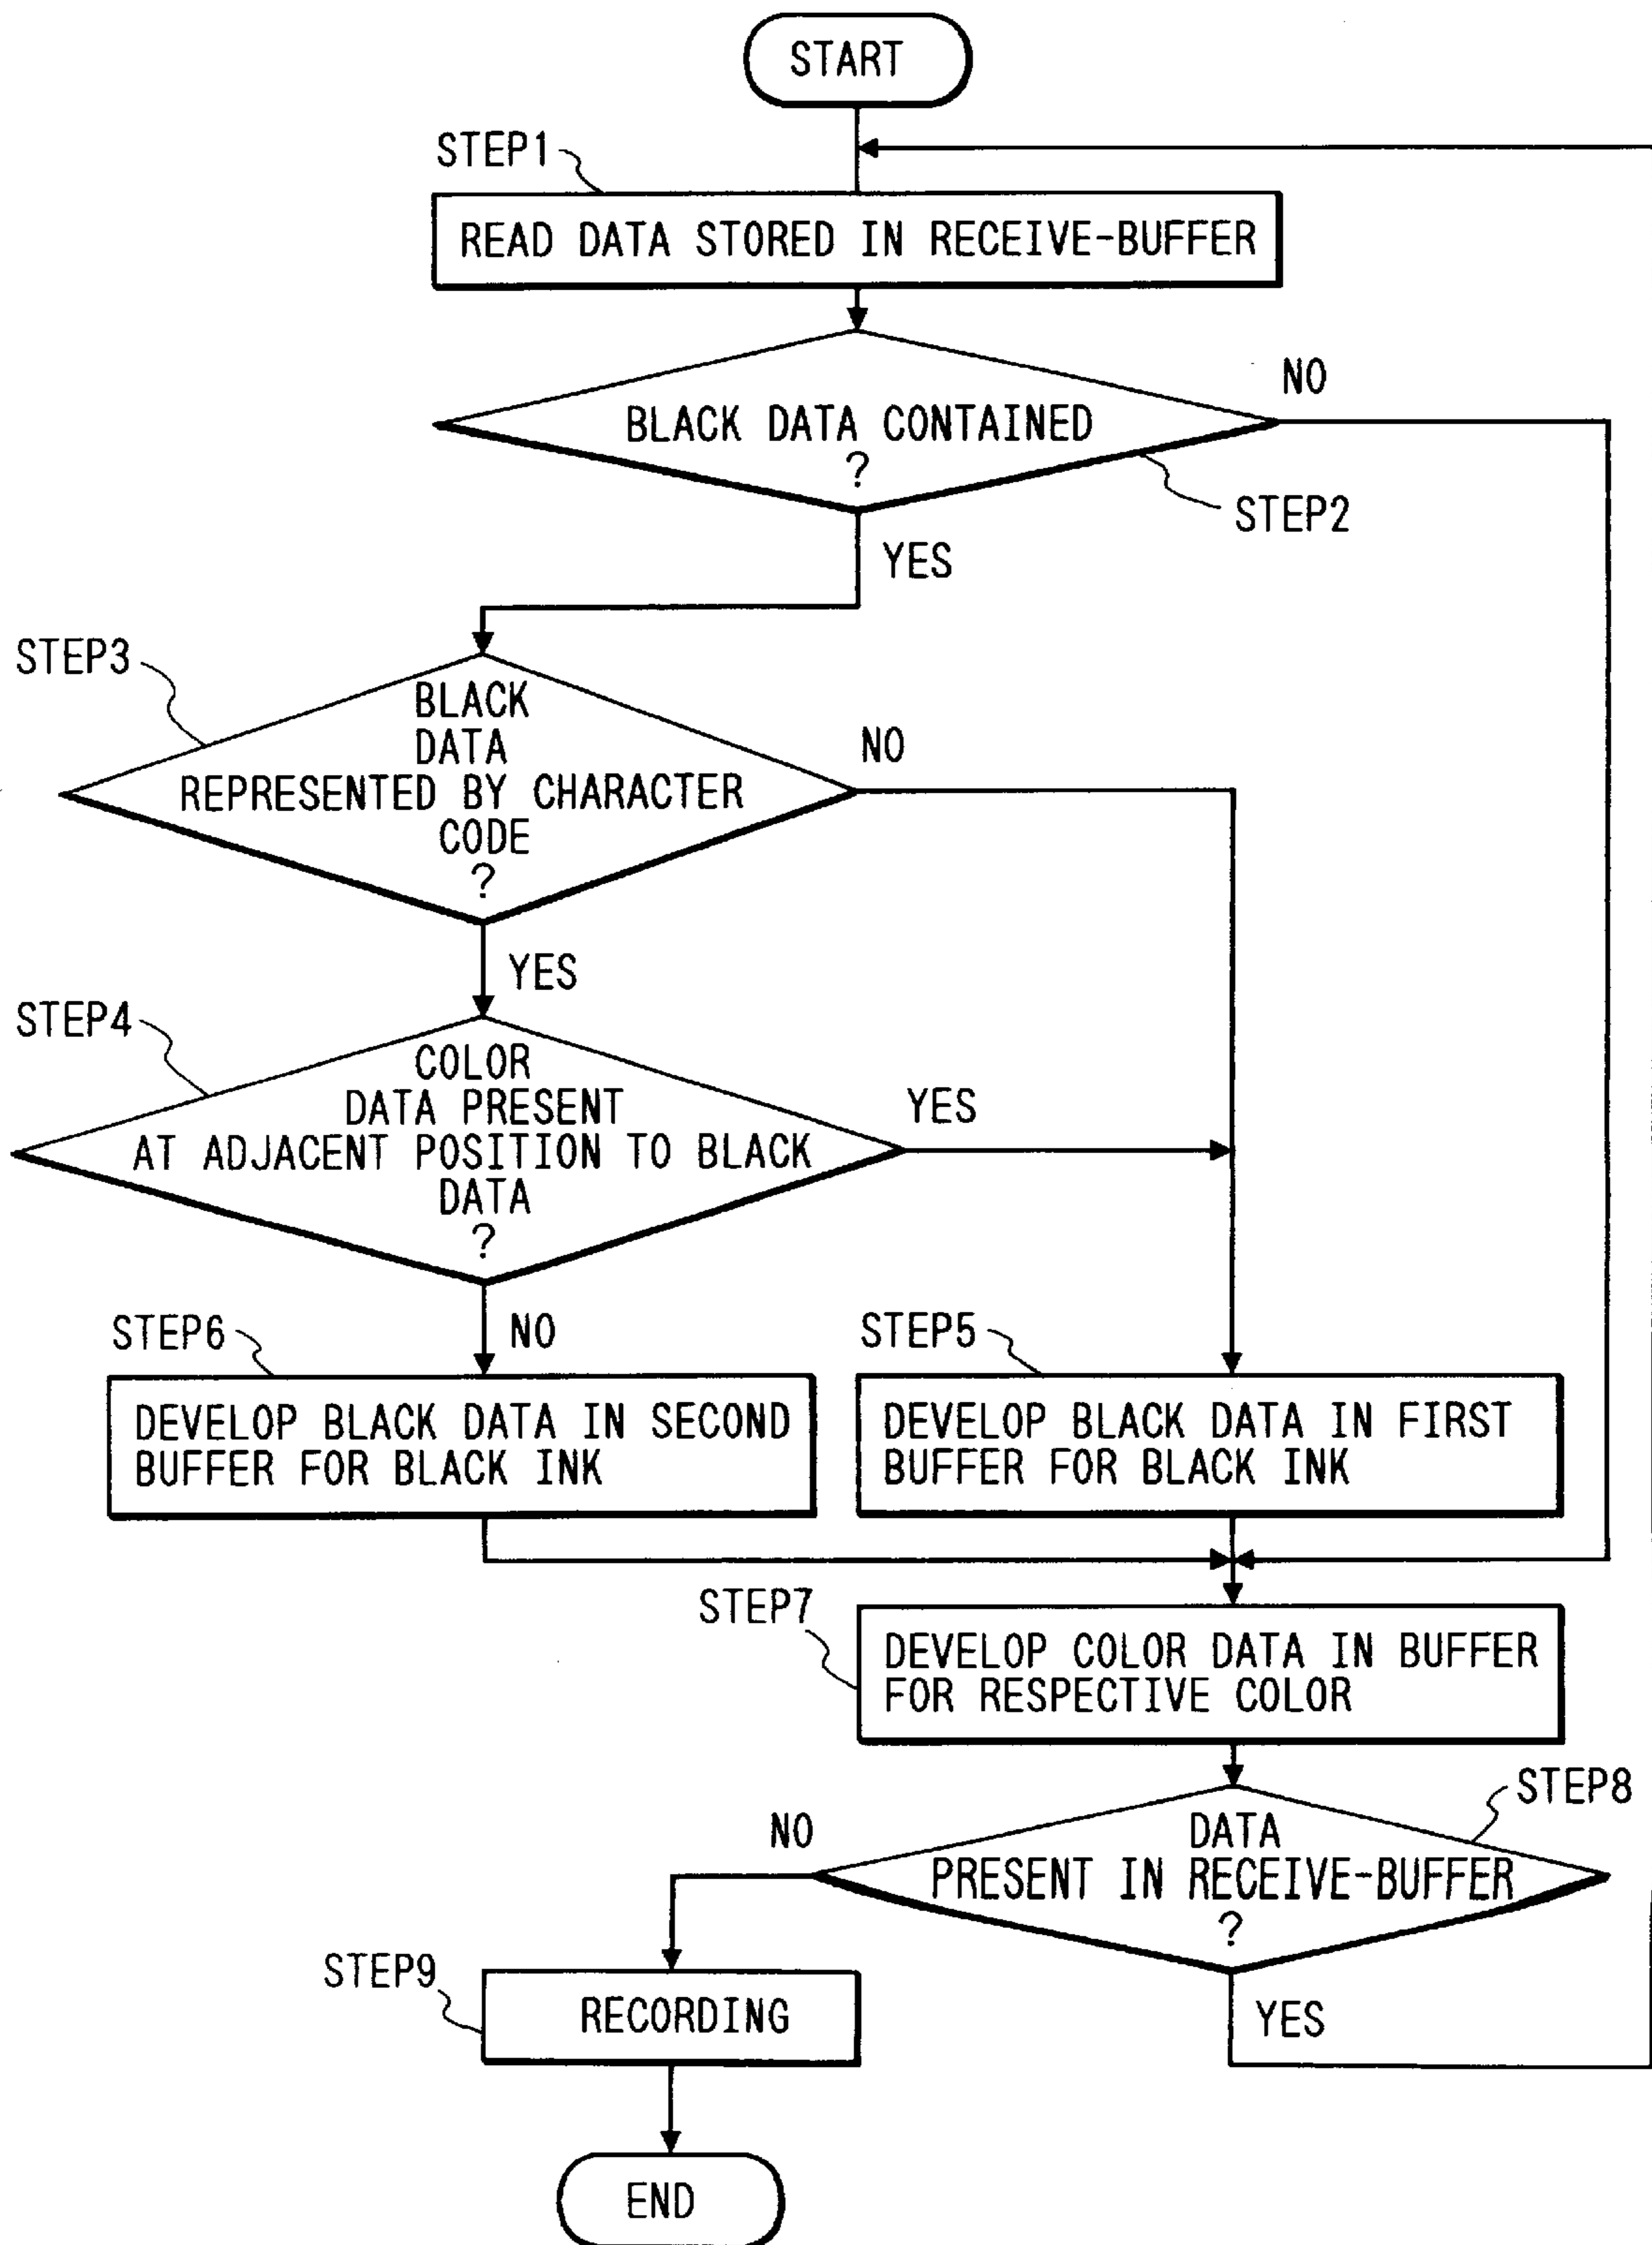 START
STEP1
READ DATA STORED IN RECEIVE-BUFFER
NO
BLACK DATA CONTAINED
?
STEP2
YES
STEP3
BLACK
DATA
REPRESENTED BY CHARACTER
CODE
?
NO
YES
STEP4
COLOR
DATA PRESENT
AT ADJACENT POSITION TO BLACK
DATA
?
YES
NO
STEP6
DEVELOP BLACK DATA IN SECOND
BUFFER FOR BLACK INK
STEP5
DEVELOP BLACK DATA IN FIRST
BUFFER FOR BLACK INK
STEP7
DEVELOP COLOR DATA IN BUFFER
FOR RESPECTIVE COLOR
STEP8
NO
DATA
PRESENT IN RECEIVE-BUFFER
?
YES
STEP9
RECORDING
END